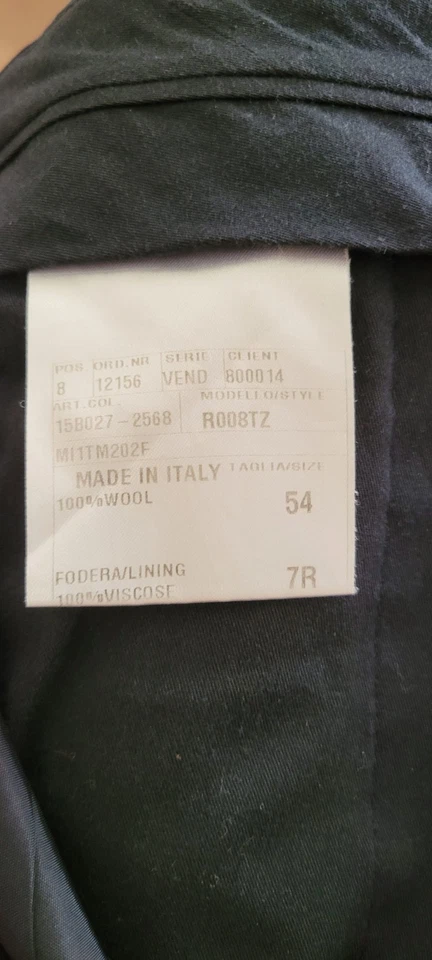 POS ORD.NR SERIE CLIENT
8 12156 VEND 800014
ART.COL. MODELLO/STYLE
15B027-2568 R008TZ
MI1TM202F
MADE IN ITALY TAGLIA/SIZE
100%WOOL 54
FODERA/LINING 7R
100%VISCOSE